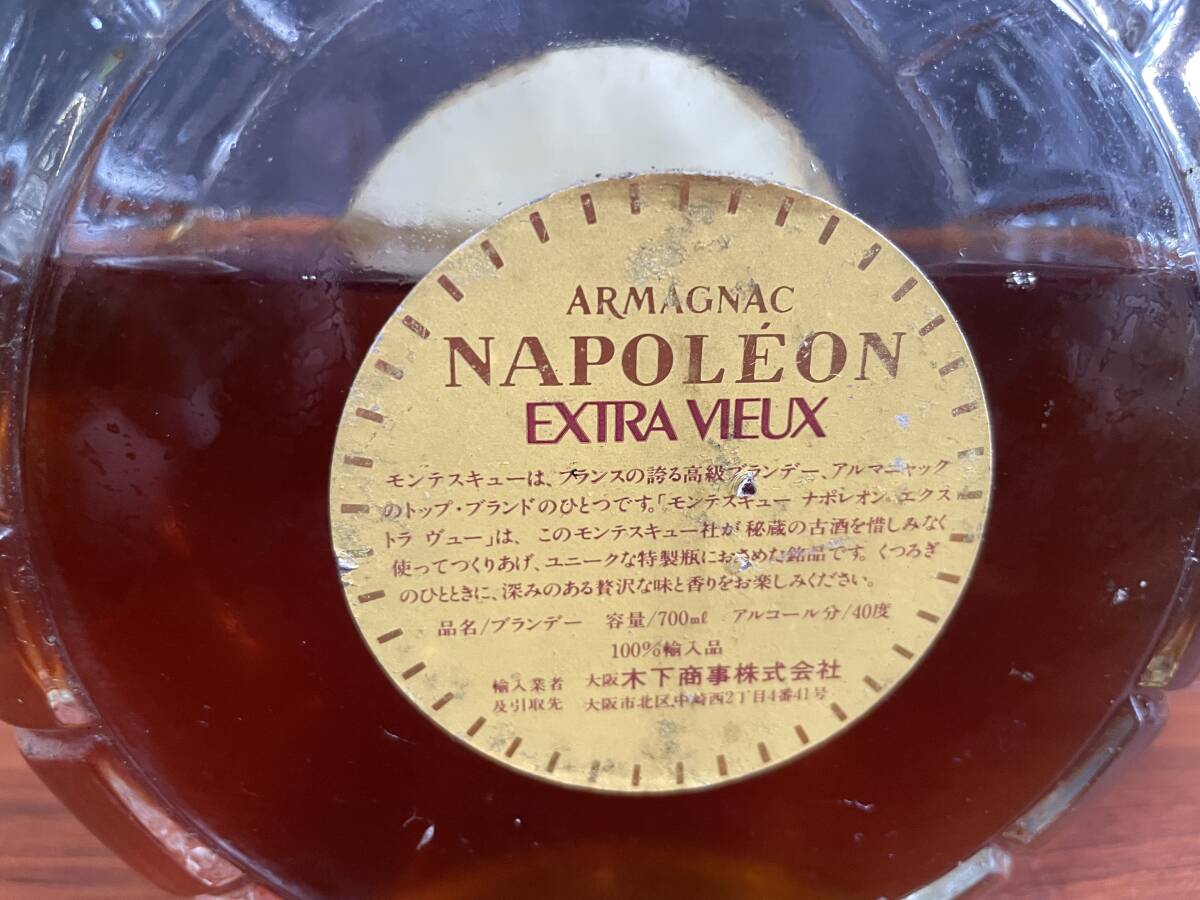 ARMAGNAC
NAPOLÉON
EXTRA VIEUX
モンテスキューは、フランスの誇る高級ブランデー、アルマニャック
のトップ・ブランドのひとつです。「モンテスキュー ナポレオン エクス
トラ ヴュー」は、このモンテスキュー社が秘蔵の古酒を惜しみなく
使ってつくりあげ、ユニークな特製瓶におさめた銘品です。くつろぎ
のひとときに、深みのある贅沢な味と香りをお楽しみください。
品名/ブランデー 容量/700ml アルコール分/40度
100%輸入品
輸入業者 大阪 木下商事株式会社
及引取先 大阪市北区中崎西2丁目4番41号